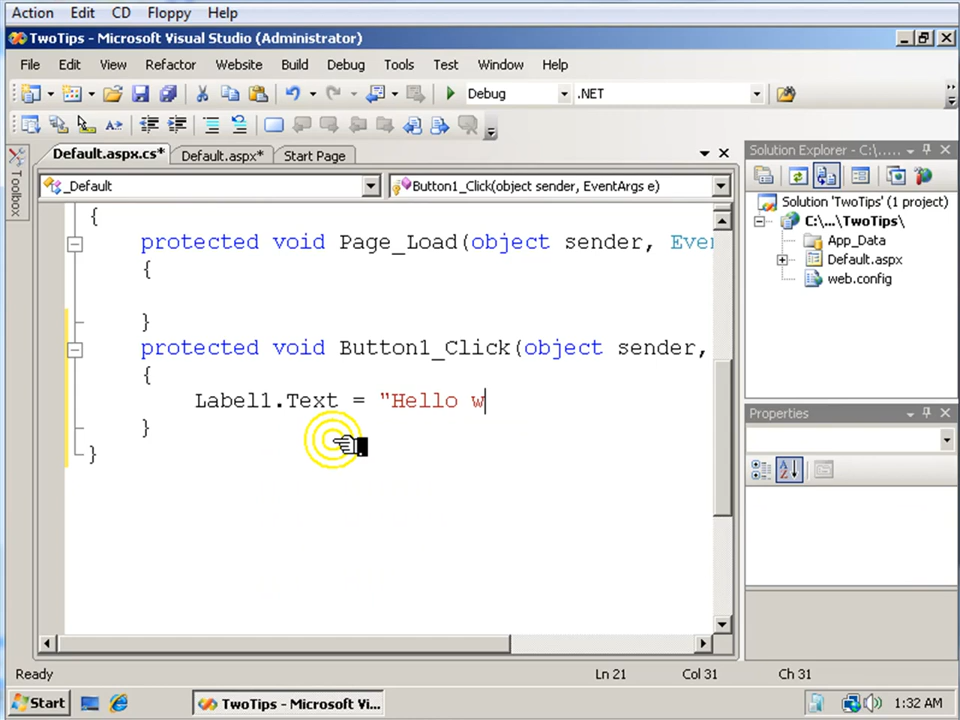 Action Edit CD Floppy Help
TwoTips - Microsoft Visual Studio (Administrator)
File Edit View Refactor Website Build Debug Tools Test Window Help
Debug .NET
Default.aspx.cs* Default.aspx* Start Page
_Default Button1_Click(object sender, EventArgs e)
{
protected void Page_Load(object sender, Even
{
}
protected void Button1_Click(object sender,
{
Label1.Text = "Hello w
}
}
Toolbox
Solution Explorer - C:\.....
Solution 'TwoTips' (1 project)
C:\...\TwoTips\
App_Data
Default.aspx
web.config
Properties
Ready Ln 21 Col 31 Ch 31
Start TwoTips - Microsoft Vi... 1:32 AM